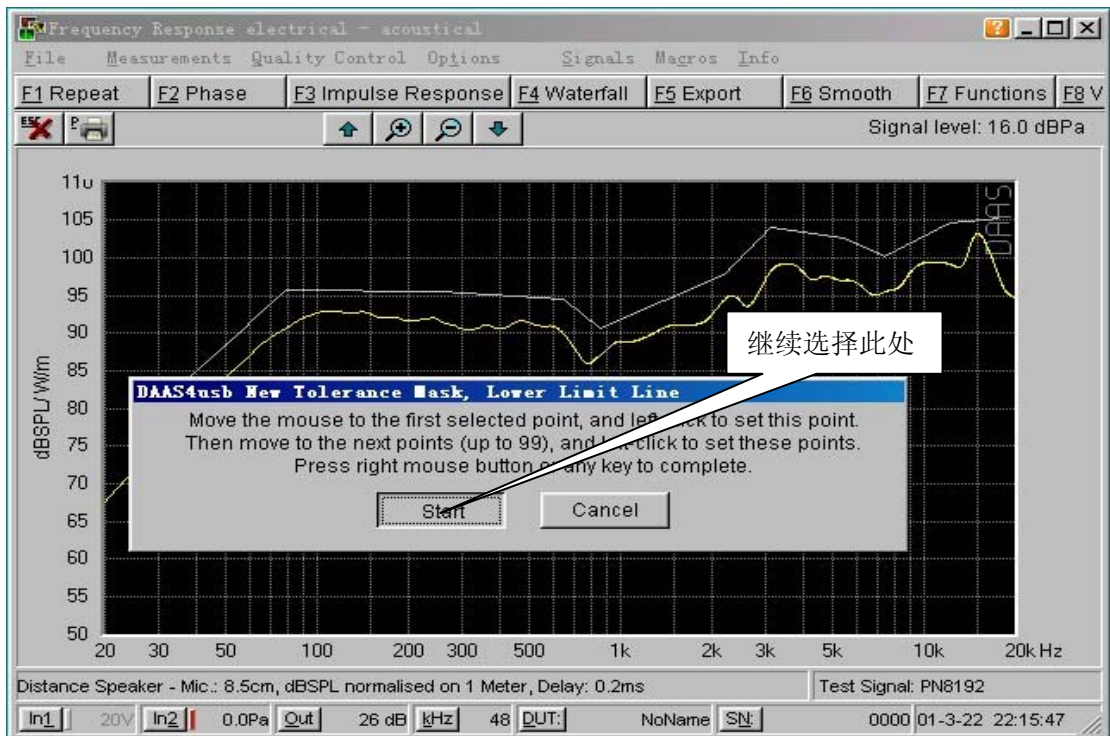 Frequency Response electrical - acoustical
File Measurements Quality Control Options Signals Macros Info
F1 Repeat F2 Phase F3 Impulse Response F4 Waterfall F5 Export F6 Smooth F7 Functions F8 V
ESC P Signal level: 16.0 dBPa
110
105
100
95
90
85
80
75
70
65
60
55
50
dBSPL/W/m
DAAS
继续选择此处
DAAS4usb New Tolerance Mask, Lower Limit Line
Move the mouse to the first selected point, and left-click to set this point.
Then move to the next points (up to 99), and left-click to set these points.
Press right mouse button or any key to complete.
Start Cancel
20 30 50 100 200 300 500 1k 2k 3k 5k 10k 20k Hz
Distance Speaker - Mic.: 8.5cm, dBSPL normalised on 1 Meter, Delay: 0.2ms Test Signal: PN8192
In1 20V In2 0.0Pa Out 26 dB kHz 48 DUT: NoName SN: 0000 01-3-22 22:15:47